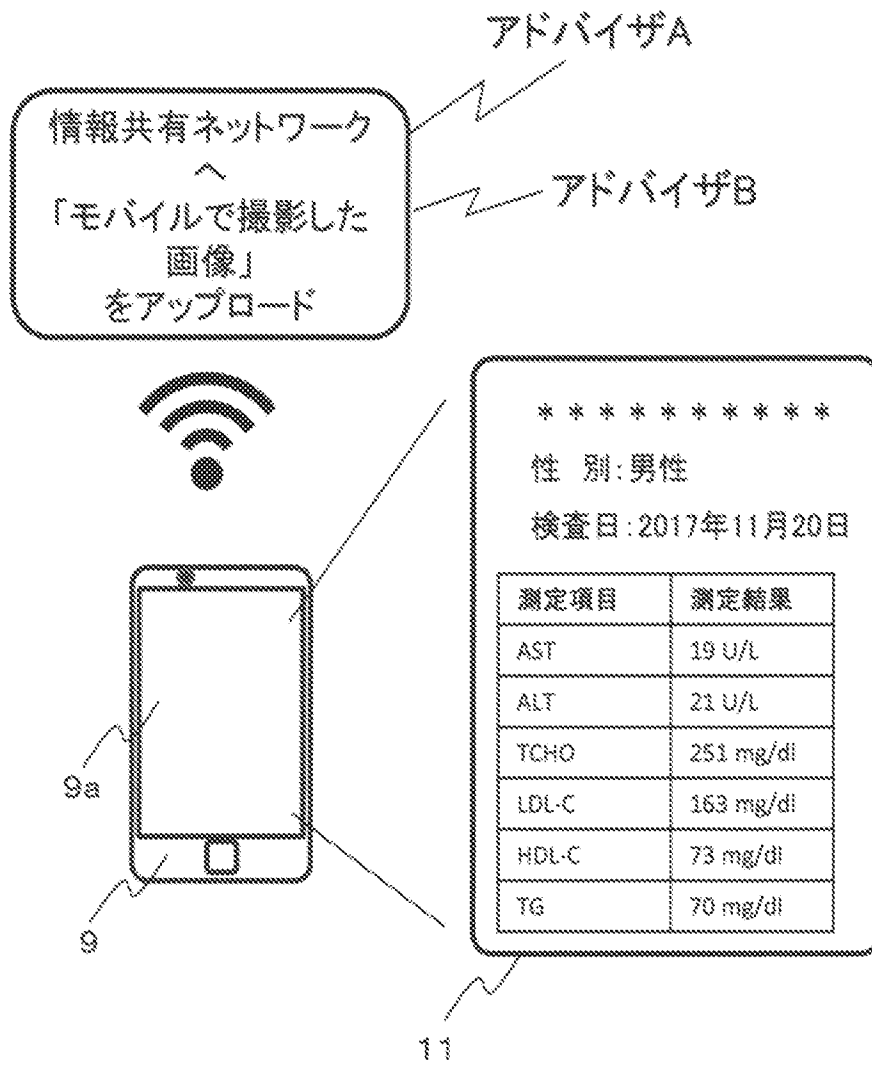 アドバイザA
情報共有ネットワーク
へ
「モバイルで撮影した
画像」
をアップロード
アドバイザB
**********
性 別:男性
検査日:2017年11月20日
測定項目 測定結果
AST 19 U/L
ALT 21 U/L
TCHO 251 mg/dl
LDL-C 163 mg/dl
HDL-C 73 mg/dl
TG 70 mg/dl
9a
9
11